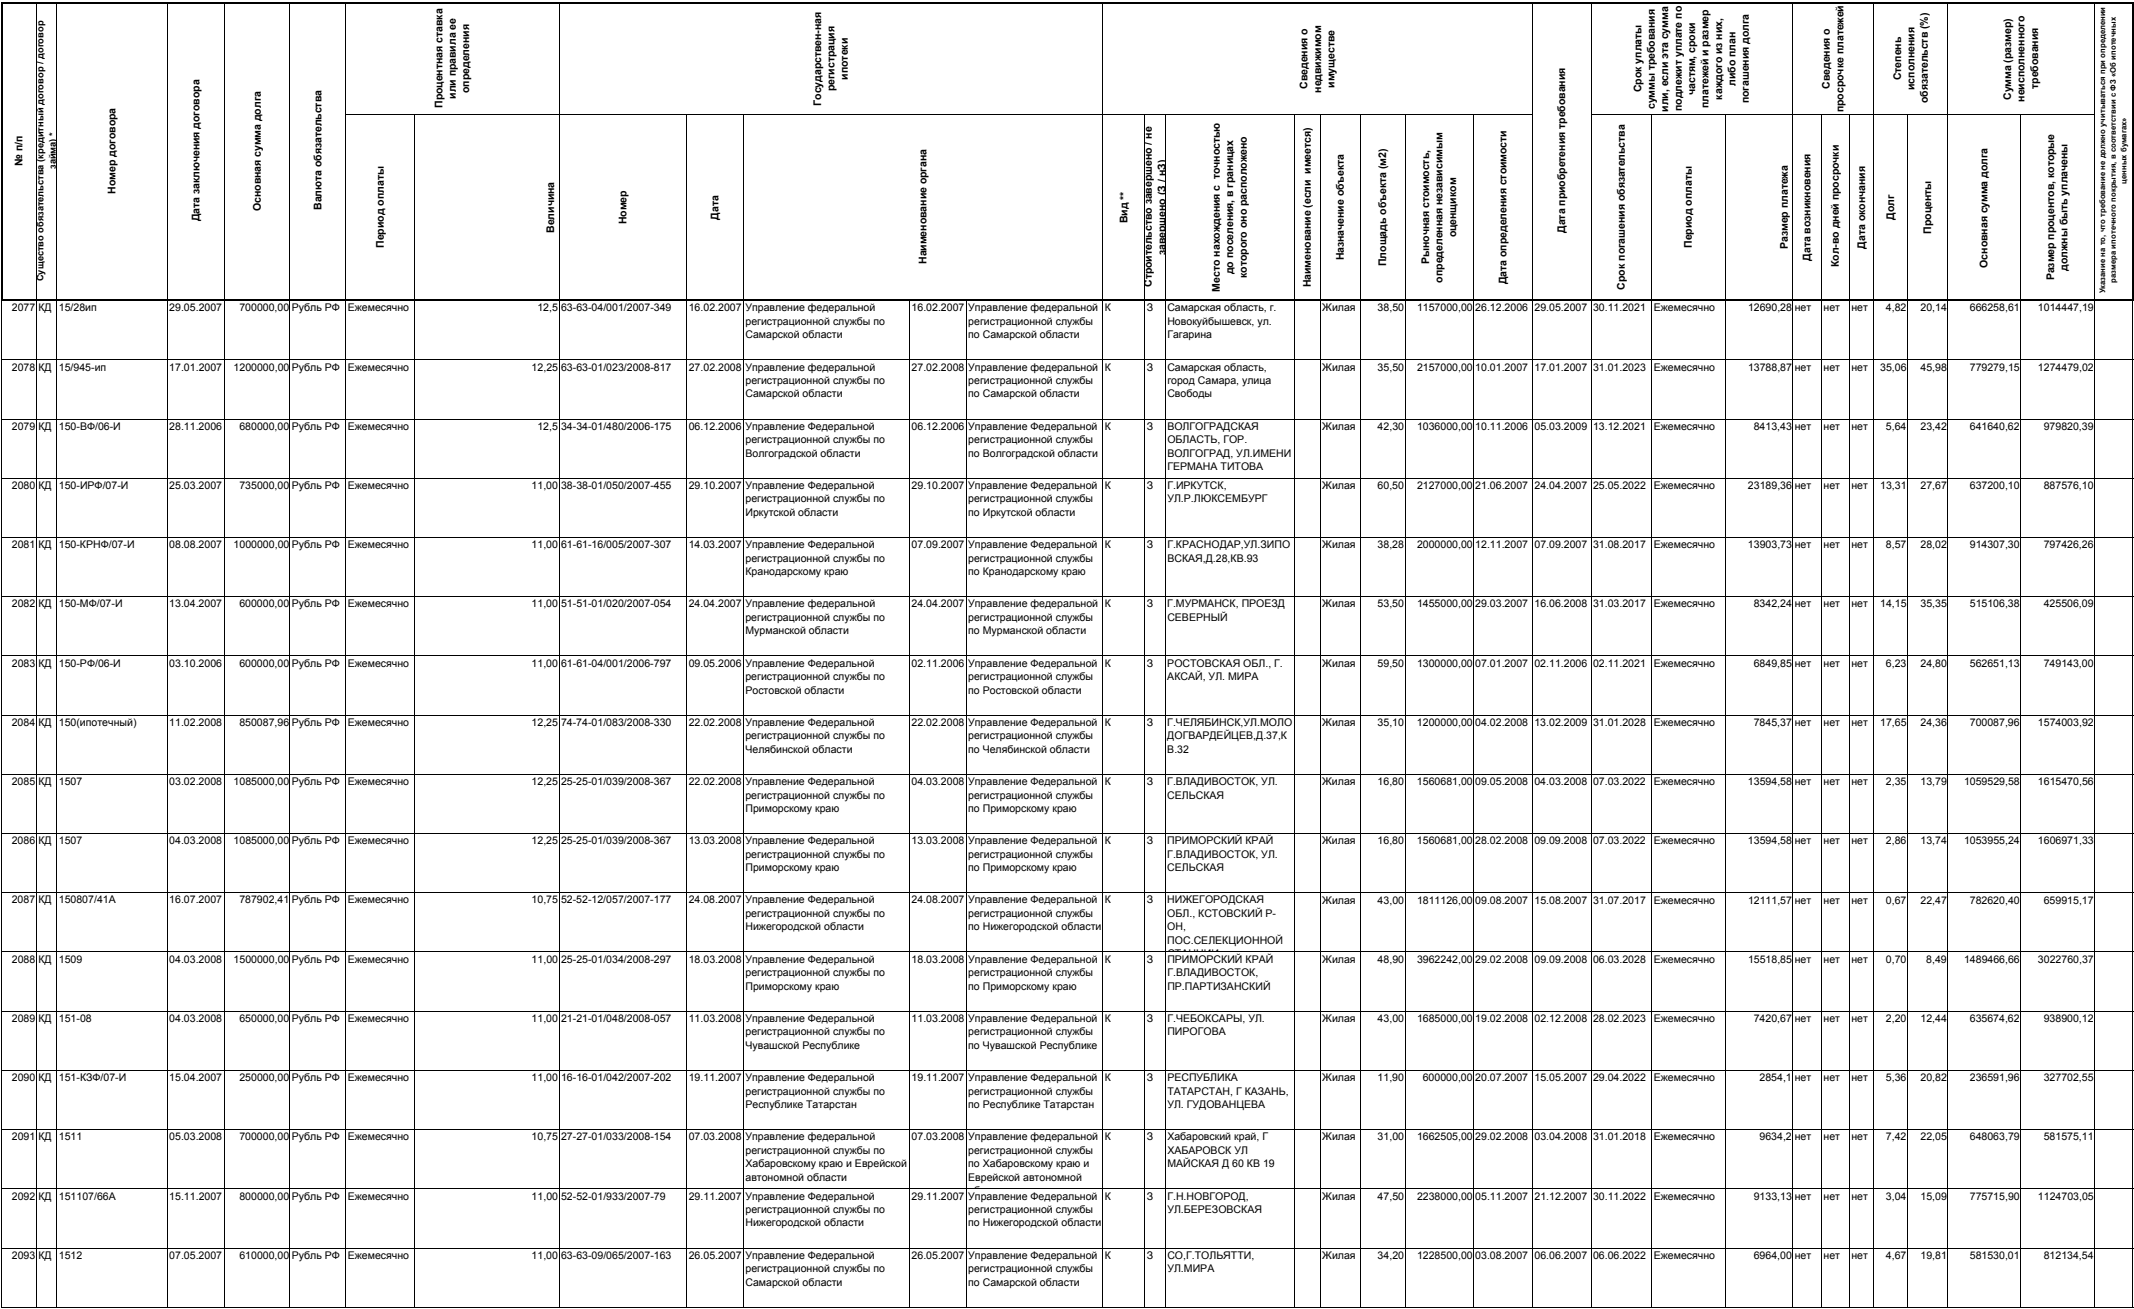 № п/п
Существо обязательства (кредитный договор / договор займа) *
Номер договора
Дата заключения договора
Основная сумма долга
Валюта обязательства
Процентная ставка или правила ее определения
Период оплаты
Величина
Государствен-ная регистрация ипотеки
Номер
Дата
Наименование органа
Сведения о недвижимом имуществе
Вид **
Строительство завершено / не завершено (З / нЗ)
Место нахождения с точностью до поселения, в границах которого оно расположено
Наименование (если имеется)
Назначение объекта
Площадь объекта (м2)
Рыночная стоимость, определенная независимым оценщиком
Дата определения стоимости
Дата приобретения требования
Срок уплаты суммы требования или, если эта сумма подлежит уплате по частям, сроки платежей и размер каждого из них, либо план погашения долга
Срок погашения обязательства
Период оплаты
Размер платежа
Сведения о просрочке платежей
Дата возникновения
Кол-во дней просрочки
Дата окончания
Степень исполнения обязательств (%)
Долг
Проценты
Сумма (размер) неисполненного требования
Основная сумма долга
Размер процентов, которые должны быть уплачены
Указание на то, что требование не должно учитываться при определении размера ипотечного покрытия, в соответствии с ФЗ «Об ипотечных ценных бумагах»
2077 КД 15/28ип 29.05.2007 700000,00 Рубль РФ Ежемесячно 12,5 63-63-04/001/2007-349 16.02.2007 Управление федеральной регистрационной службы по Самарской области 16.02.2007 Управление федеральной регистрационной службы по Самарской области К З Самарская область, г. Новокуйбышевск, ул. Гагарина Жилая 38,50 1157000,00 26.12.2006 29.05.2007 30.11.2021 Ежемесячно 12690,28 нет нет нет 4,82 20,14 666258,61 1014447,19
2078 КД 15/945-ип 17.01.2007 1200000,00 Рубль РФ Ежемесячно 12,25 63-63-01/023/2008-817 27.02.2008 Управление федеральной регистрационной службы по Самарской области 27.02.2008 Управление федеральной регистрационной службы по Самарской области К З Самарская область, город Самара, улица Свободы Жилая 35,50 2157000,00 10.01.2007 17.01.2007 31.01.2023 Ежемесячно 13788,87 нет нет нет 35,06 45,98 779279,15 1274479,02
2079 КД 150-ВФ/06-И 28.11.2006 680000,00 Рубль РФ Ежемесячно 12,5 34-34-01/480/2006-175 06.12.2006 Управление Федеральной регистрационной службы по Волгоградской области 06.12.2006 Управление Федеральной регистрационной службы по Волгоградской области К З ВОЛГОГРАДСКАЯ ОБЛАСТЬ, ГОР. ВОЛГОГРАД, УЛ.ИМЕНИ ГЕРМАНА ТИТОВА Жилая 42,30 1036000,00 10.11.2006 05.03.2009 13.12.2021 Ежемесячно 8413,43 нет нет нет 5,64 23,42 641640,62 979820,39
2080 КД 150-ИРФ/07-И 25.03.2007 735000,00 Рубль РФ Ежемесячно 11,00 38-38-01/050/2007-455 29.10.2007 Управление Федеральной регистрационной службы по Иркутской области 29.10.2007 Управление Федеральной регистрационной службы по Иркутской области К З Г.ИРКУТСК, УЛ.Р.ЛЮКСЕМБУРГ Жилая 60,50 2127000,00 21.06.2007 24.04.2007 25.05.2022 Ежемесячно 23189,36 нет нет нет 13,31 27,67 637200,10 887576,10
2081 КД 150-КРНФ/07-И 08.08.2007 1000000,00 Рубль РФ Ежемесячно 11,00 61-61-16/005/2007-307 14.03.2007 Управление Федеральной регистрационной службы по Кранодарскому краю 07.09.2007 Управление Федеральной регистрационной службы по Кранодарскому краю К З Г.КРАСНОДАР,УЛ.ЗИПОВСКАЯ,Д.28,КВ.93 Жилая 38,28 2000000,00 12.11.2007 07.09.2007 31.08.2017 Ежемесячно 13903,73 нет нет нет 8,57 28,02 914307,30 797426,26
2082 КД 150-МФ/07-И 13.04.2007 600000,00 Рубль РФ Ежемесячно 11,00 51-51-01/020/2007-054 24.04.2007 Управление Федеральной регистрационной службы по Мурманской области 24.04.2007 Управление Федеральной регистрационной службы по Мурманской области К З Г.МУРМАНСК, ПРОЕЗД СЕВЕРНЫЙ Жилая 53,50 1455000,00 29.03.2007 16.06.2008 31.03.2017 Ежемесячно 8342,24 нет нет нет 14,15 35,35 515106,38 425506,09
2083 КД 150-РФ/06-И 03.10.2006 600000,00 Рубль РФ Ежемесячно 11,00 61-61-04/001/2006-797 09.05.2006 Управление Федеральной регистрационной службы по Ростовской области 02.11.2006 Управление Федеральной регистрационной службы по Ростовской области К З РОСТОВСКАЯ ОБЛ., Г. АКСАЙ, УЛ. МИРА Жилая 59,50 1300000,00 07.01.2007 02.11.2006 02.11.2021 Ежемесячно 6849,85 нет нет нет 6,23 24,80 562651,13 749143,00
2084 КД 150(ипотечный) 11.02.2008 850087,96 Рубль РФ Ежемесячно 12,25 74-74-01/083/2008-330 22.02.2008 Управление Федеральной регистрационной службы по Челябинской области 22.02.2008 Управление Федеральной регистрационной службы по Челябинской области К З Г.ЧЕЛЯБИНСК,УЛ.МОЛОДОГВАРДЕЙЦЕВ,Д.37,КВ.32 Жилая 35,10 1200000,00 04.02.2008 13.02.2009 31.01.2028 Ежемесячно 7845,37 нет нет нет 17,65 24,36 700087,96 1574003,92
2085 КД 1507 03.02.2008 1085000,00 Рубль РФ Ежемесячно 12,25 25-25-01/039/2008-367 22.02.2008 Управление Федеральной регистрационной службы по Приморскому краю 04.03.2008 Управление Федеральной регистрационной службы по Приморскому краю К З Г.ВЛАДИВОСТОК, УЛ. СЕЛЬСКАЯ Жилая 16,80 1560681,00 09.05.2008 04.03.2008 07.03.2022 Ежемесячно 13594,58 нет нет нет 2,35 13,79 1059529,58 1615470,56
2086 КД 1507 04.03.2008 1085000,00 Рубль РФ Ежемесячно 12,25 25-25-01/039/2008-367 13.03.2008 Управление Федеральной регистрационной службы по Приморскому краю 13.03.2008 Управление Федеральной регистрационной службы по Приморскому краю К З ПРИМОРСКИЙ КРАЙ Г.ВЛАДИВОСТОК, УЛ. СЕЛЬСКАЯ Жилая 16,80 1560681,00 28.02.2008 09.09.2008 07.03.2022 Ежемесячно 13594,58 нет нет нет 2,86 13,74 1053955,24 1606971,33
2087 КД 150807/41А 16.07.2007 787902,41 Рубль РФ Ежемесячно 10,75 52-52-12/057/2007-177 24.08.2007 Управление Федеральной регистрационной службы по Нижегородской области 24.08.2007 Управление Федеральной регистрационной службы по Нижегородской области К З НИЖЕГОРОДСКАЯ ОБЛ., КСТОВСКИЙ Р-ОН, ПОС.СЕЛЕКЦИОННОЙ Жилая 43,00 1811126,00 09.08.2007 15.08.2007 31.07.2017 Ежемесячно 12111,57 нет нет нет 0,67 22,47 782620,40 659915,17
2088 КД 1509 04.03.2008 1500000,00 Рубль РФ Ежемесячно 11,00 25-25-01/034/2008-297 18.03.2008 Управление Федеральной регистрационной службы по Приморскому краю 18.03.2008 Управление Федеральной регистрационной службы по Приморскому краю К З ПРИМОРСКИЙ КРАЙ Г.ВЛАДИВОСТОК, ПР.ПАРТИЗАНСКИЙ Жилая 48,90 3962242,00 29.02.2008 09.09.2008 06.03.2028 Ежемесячно 15518,85 нет нет нет 0,70 8,49 1489466,66 3022760,37
2089 КД 151-08 04.03.2008 650000,00 Рубль РФ Ежемесячно 11,00 21-21-01/048/2008-057 11.03.2008 Управление Федеральной регистрационной службы по Чувашской Республике 11.03.2008 Управление Федеральной регистрационной службы по Чувашской Республике К З Г.ЧЕБОКСАРЫ, УЛ. ПИРОГОВА Жилая 43,00 1685000,00 19.02.2008 02.12.2008 28.02.2023 Ежемесячно 7420,67 нет нет нет 2,20 12,44 635674,62 938900,12
2090 КД 151-КЗФ/07-И 15.04.2007 250000,00 Рубль РФ Ежемесячно 11,00 16-16-01/042/2007-202 19.11.2007 Управление Федеральной регистрационной службы по Республике Татарстан 19.11.2007 Управление Федеральной регистрационной службы по Республике Татарстан К З РЕСПУБЛИКА ТАТАРСТАН, Г КАЗАНЬ, УЛ. ГУДОВАНЦЕВА Жилая 11,90 600000,00 20.07.2007 15.05.2007 29.04.2022 Ежемесячно 2854,1 нет нет нет 5,36 20,82 236591,96 327702,55
2091 КД 1511 05.03.2008 700000,00 Рубль РФ Ежемесячно 10,75 27-27-01/033/2008-154 07.03.2008 Управление федеральной регистрационной службы по Хабаровскому краю и Еврейской автономной области 07.03.2008 Управление федеральной регистрационной службы по Хабаровскому краю и Еврейской автономной К З Хабаровский край, Г ХАБАРОВСК УЛ МАЙСКАЯ Д 60 КВ 19 Жилая 31,00 1662505,00 29.02.2008 03.04.2008 31.01.2018 Ежемесячно 9634,2 нет нет нет 7,42 22,05 648063,79 581575,11
2092 КД 151107/66А 15.11.2007 800000,00 Рубль РФ Ежемесячно 11,00 52-52-01/933/2007-79 29.11.2007 Управление Федеральной регистрационной службы по Нижегородской области 29.11.2007 Управление Федеральной регистрационной службы по Нижегородской области К З Г.Н.НОВГОРОД, УЛ.БЕРЕЗОВСКАЯ Жилая 47,50 2238000,00 05.11.2007 21.12.2007 30.11.2022 Ежемесячно 9133,13 нет нет нет 3,04 15,09 775715,90 1124703,05
2093 КД 1512 07.05.2007 610000,00 Рубль РФ Ежемесячно 11,00 63-63-09/065/2007-163 26.05.2007 Управление Федеральной регистрационной службы по Самарской области 26.05.2007 Управление Федеральной регистрационной службы по Самарской области К З СО,Г.ТОЛЬЯТТИ, УЛ.МИРА Жилая 34,20 1228500,00 03.08.2007 06.06.2007 06.06.2022 Ежемесячно 6964,00 нет нет нет 4,67 19,81 581530,01 812134,54